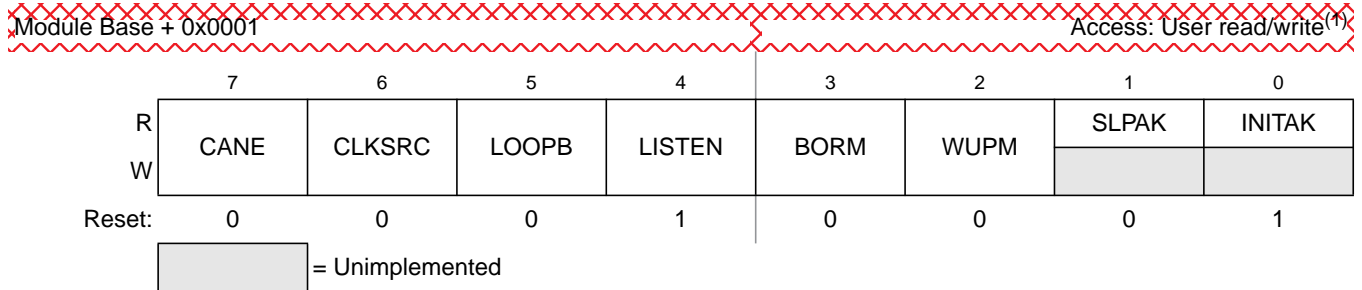 Module Base + 0x0001 Access: User read/write(1)
7 6 5 4 3 2 1 0
R SLPAK INITAK
CANE CLKSRC LOOPB LISTEN BORM WUPM
W
Reset: 0 0 0 1 0 0 0 1
= Unimplemented